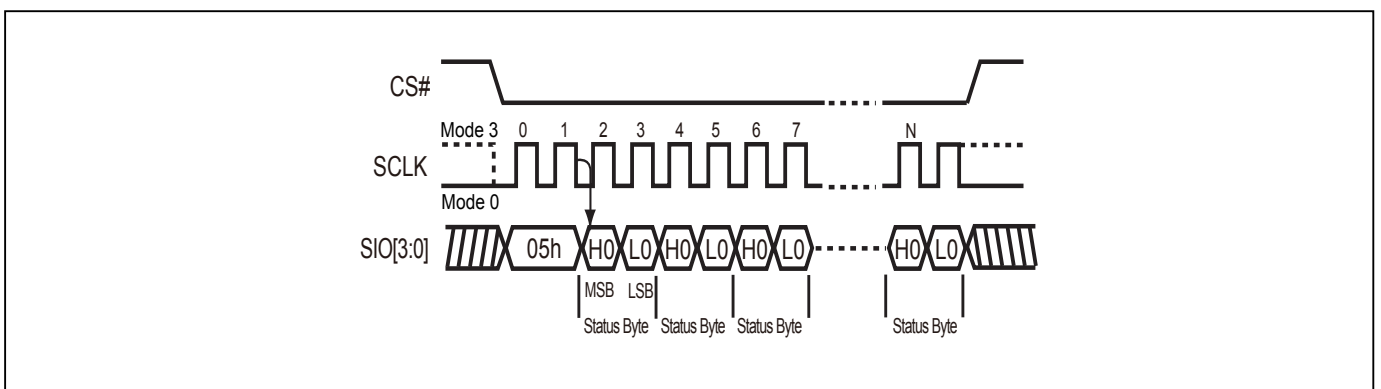 CS#
Mode 3 0 1 2 3 4 5 6 7 N
SCLK
Mode 0
SIO[3:0] 05h H0 L0 H0 L0 H0 L0 H0 L0
MSB LSB
Status Byte Status Byte Status Byte Status Byte